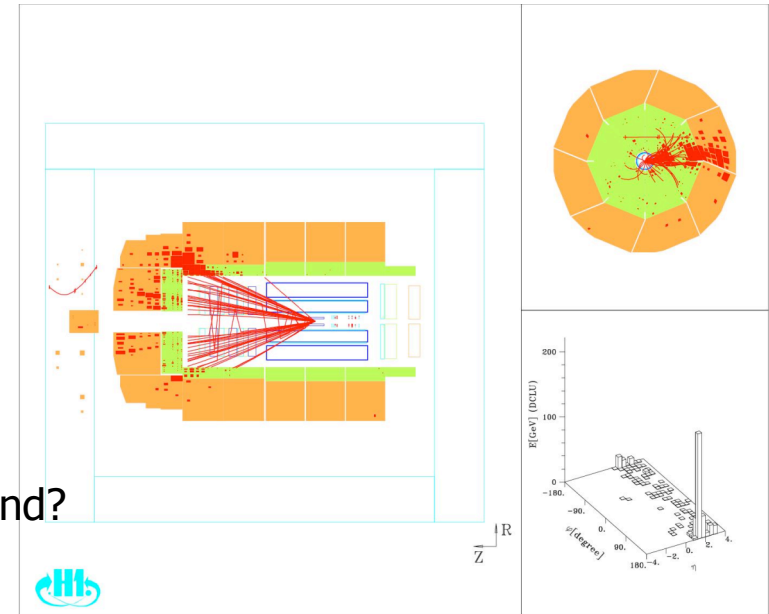 nd?
R
Z
H1
E[GeV] (DCLU)
200
100
0
-180.
-90.
0.
90.
180.
φ[degree]
-4.
-2.
0.
2.
4.
η